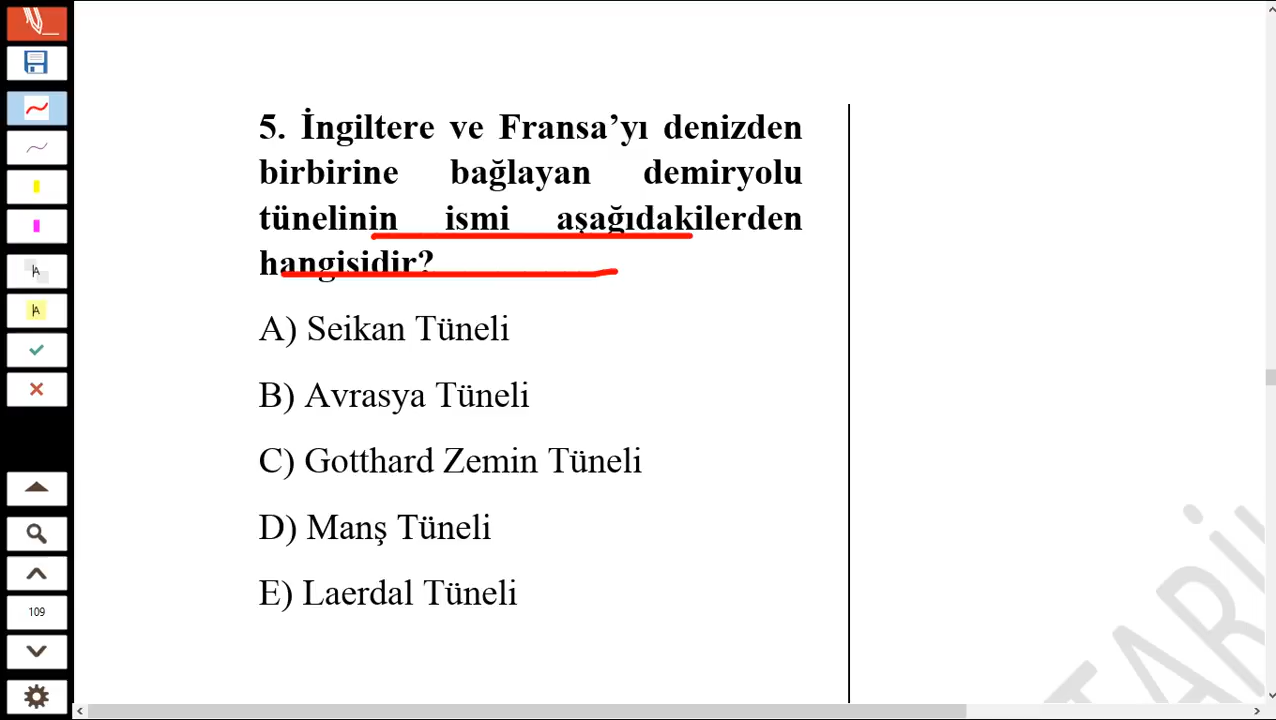 5. İngiltere ve Fransa’yı denizden
birbirine bağlayan demiryolu
tünelinin ismi aşağıdakilerden
hangisidir?
A) Seikan Tüneli
B) Avrasya Tüneli
C) Gotthard Zemin Tüneli
D) Manş Tüneli
E) Laerdal Tüneli
109